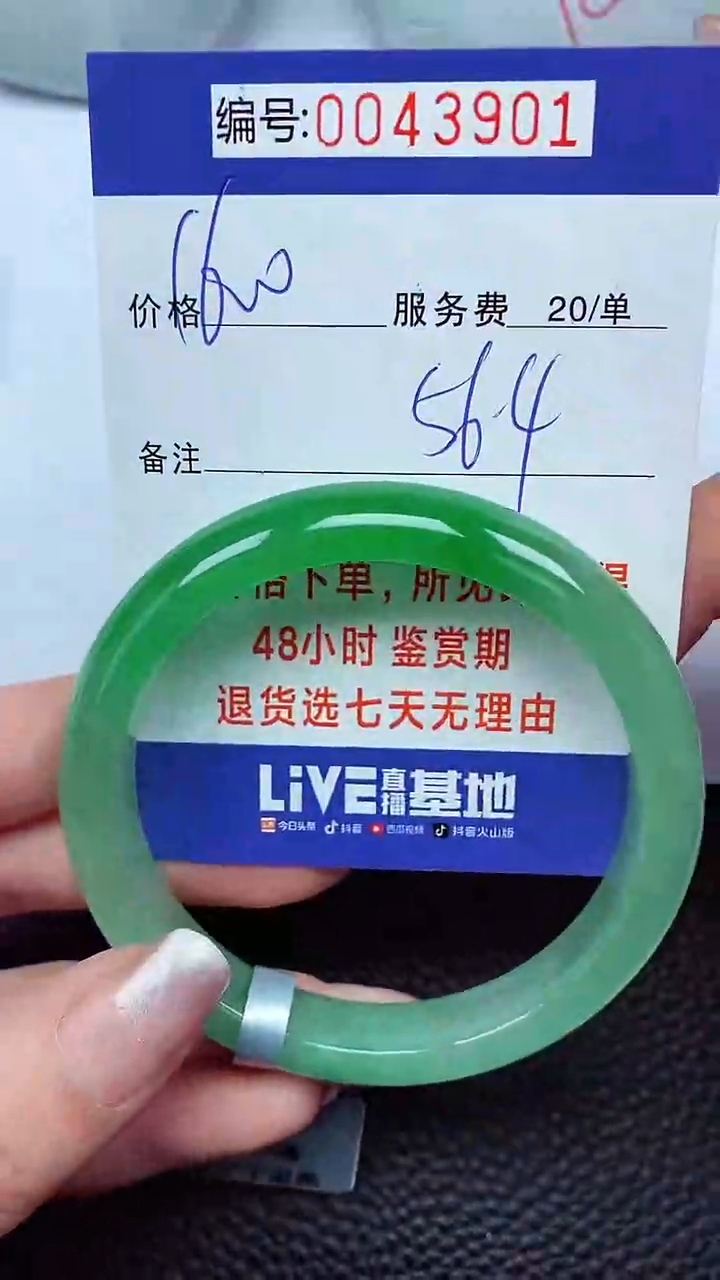 编号:0043901
价格 服务费 20/单
备注 56.4
下单，所见
48小时 鉴赏期
退货选七天无理由
LiVE直播基地
今日头条 抖音 西瓜视频 抖音火山版